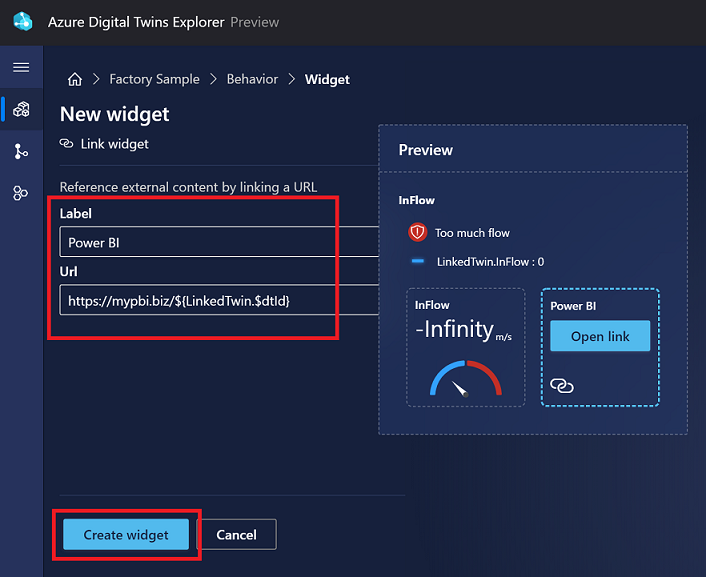 Azure Digital Twins Explorer Preview
Factory Sample > Behavior > Widget
New widget
Link widget
Reference external content by linking a URL
Label
Power BI
Url
https://mypbi.biz/${LinkedTwin.$dtId}
Create widget
Cancel
Preview
InFlow
Too much flow
LinkedTwin.InFlow : 0
InFlow
-Infinity m/s
Power BI
Open link